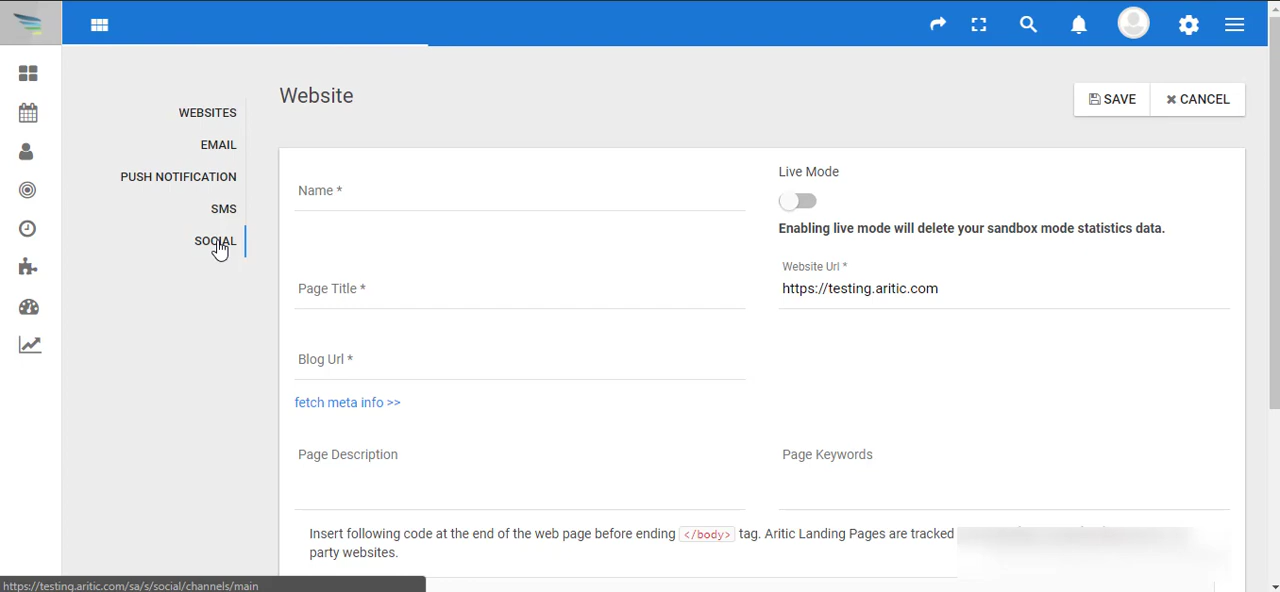 WEBSITES
EMAIL
PUSH NOTIFICATION
SMS
SOCIAL
Website
SAVE
CANCEL
Name *
Live Mode
Enabling live mode will delete your sandbox mode statistics data.
Website Url *
https://testing.aritic.com
Page Title *
Blog Url *
fetch meta info >>
Page Description
Page Keywords
Insert following code at the end of the web page before ending </body> tag. Aritic Landing Pages are tracked
party websites.
https://testing.aritic.com/sa/s/social/channels/main